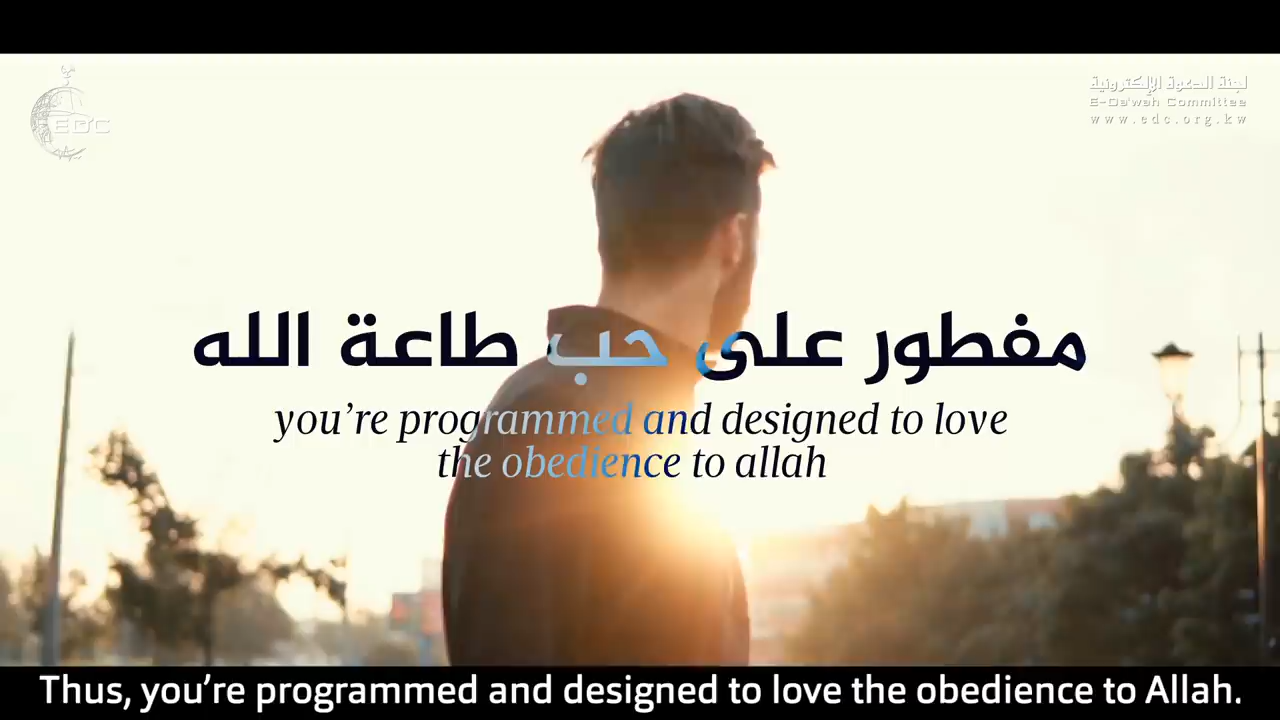 EDC
لجنة الدعوة الإلكترونية
E-Da'wah Committee
www.edc.org.kw
مفطور على حب طاعة الله
you're programmed and designed to love
the obedience to allah
Thus, you're programmed and designed to love the obedience to Allah.